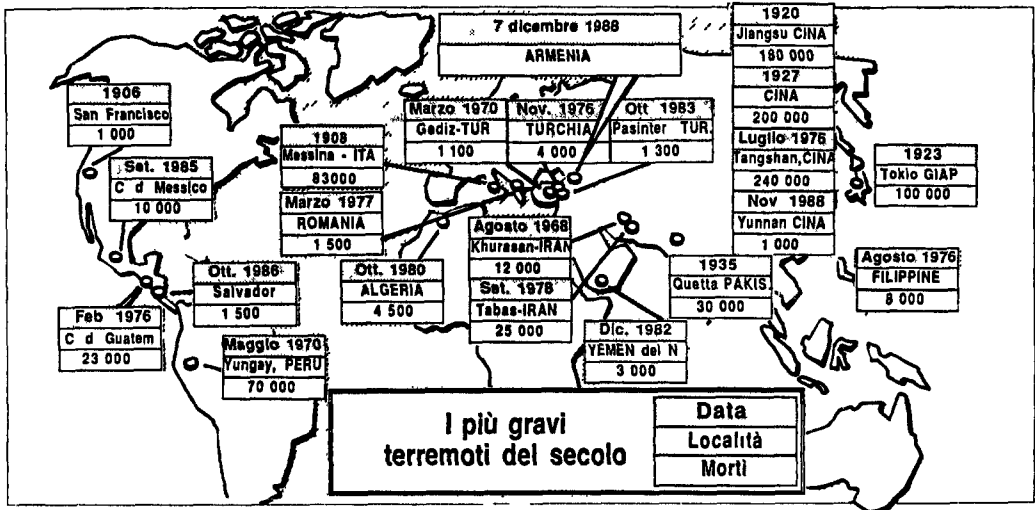 7 dicembre 1988
ARMENIA
1920
Jiangsu CINA
180 000
1927
CINA
200 000
Luglio 1976
Tangshan, CINA
240 000
Nov 1988
Yunnan CINA
1 000
1906
San Francisco
1 000
Set. 1985
C d Messico
10 000
1908
Messina - ITA
83000
Marzo 1977
ROMANIA
1 500
Marzo 1970
Gediz-TUR
1 100
Nov. 1976
TURCHIA
4 000
Ott 1983
Pasinter TUR.
1 300
1923
Tokio GIAP
100 000
Agosto 1968
Khurasan-IRAN
12 000
Set. 1978
Tabas-IRAN
25 000
Ott. 1986
Salvador
1 500
Ott. 1980
ALGERIA
4 500
1935
Quetta PAKIS.
30 000
Agosto 1976
FILIPPINE
8 000
Feb 1976
C d Guatem
23 000
Maggio 1970
Yungay, PERU
70 000
Dic. 1982
YEMEN del N
3 000
I più gravi
terremoti del secolo
Data
Località
Morti